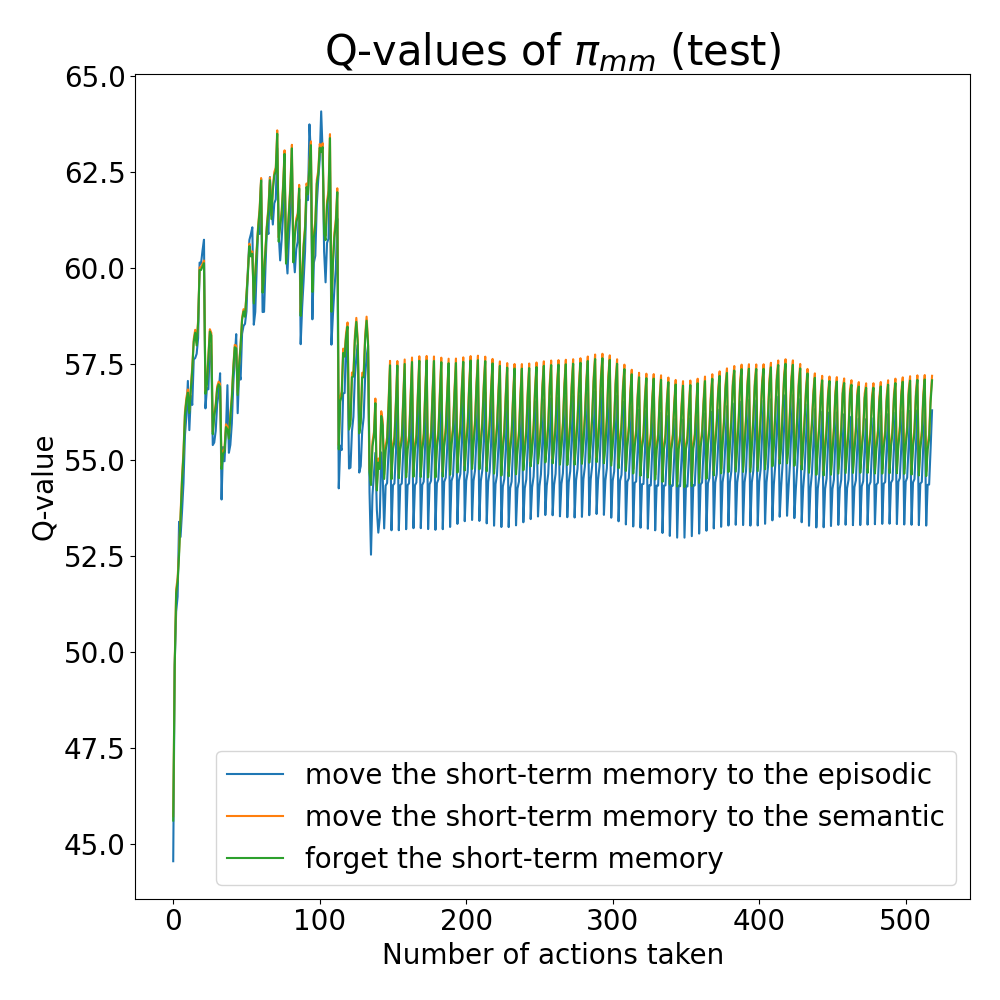 Q-values of π_mm (test)
65.0
62.5
60.0
57.5
55.0
52.5
50.0
47.5
45.0
Q-value
move the short-term memory to the episodic
move the short-term memory to the semantic
forget the short-term memory
0 100 200 300 400 500
Number of actions taken